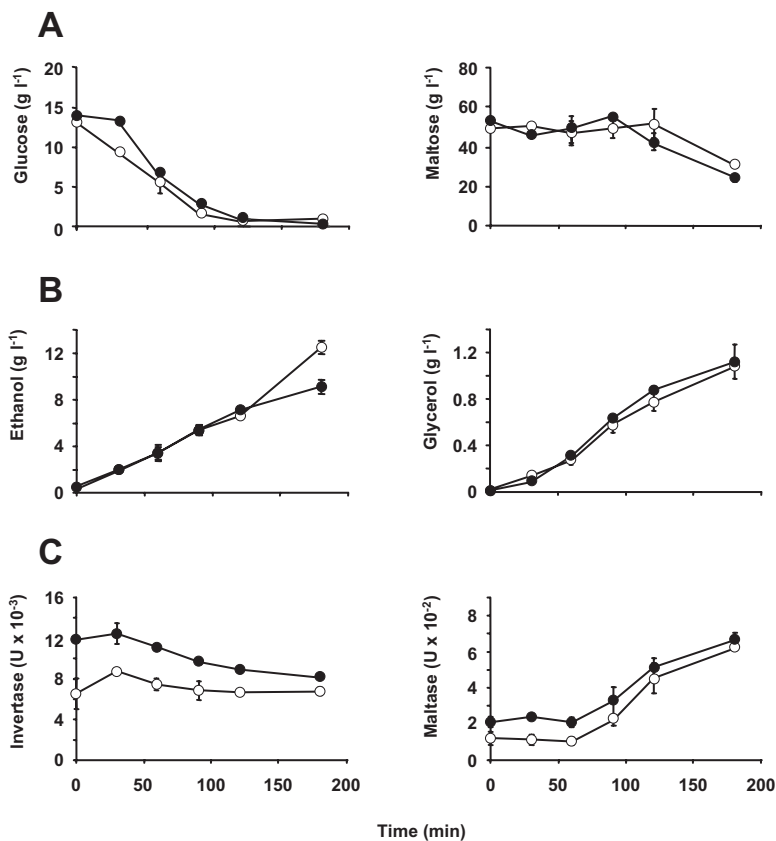 A
Glucose (g l-1)
20
15
10
5
0
Maltose (g l-1)
80
60
40
20
0
B
Ethanol (g l-1)
12
8
4
0
Glycerol (g l-1)
1.2
0.8
0.4
0
C
Invertase (U x 10-3)
16
12
8
4
0
0 50 100 150 200
Maltase (U x 10-2)
8
6
4
2
0
0 50 100 150 200
Time (min)